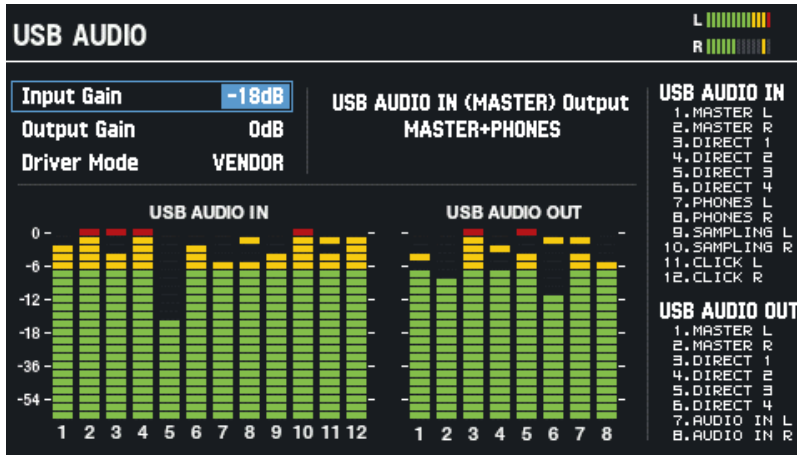 USB AUDIO
L
R
Input Gain -18dB
Output Gain 0dB
Driver Mode VENDOR
USB AUDIO IN (MASTER) Output
MASTER+PHONES
USB AUDIO IN
0
-6
-12
-18
-36
-54
1 2 3 4 5 6 7 8 9 10 11 12
USB AUDIO OUT
1 2 3 4 5 6 7 8
USB AUDIO IN
1.MASTER L
2.MASTER R
3.DIRECT 1
4.DIRECT 2
5.DIRECT 3
6.DIRECT 4
7.PHONES L
8.PHONES R
9.SAMPLING L
10.SAMPLING R
11.CLICK L
12.CLICK R
USB AUDIO OUT
1.MASTER L
2.MASTER R
3.DIRECT 1
4.DIRECT 2
5.DIRECT 3
6.DIRECT 4
7.AUDIO IN L
8.AUDIO IN R